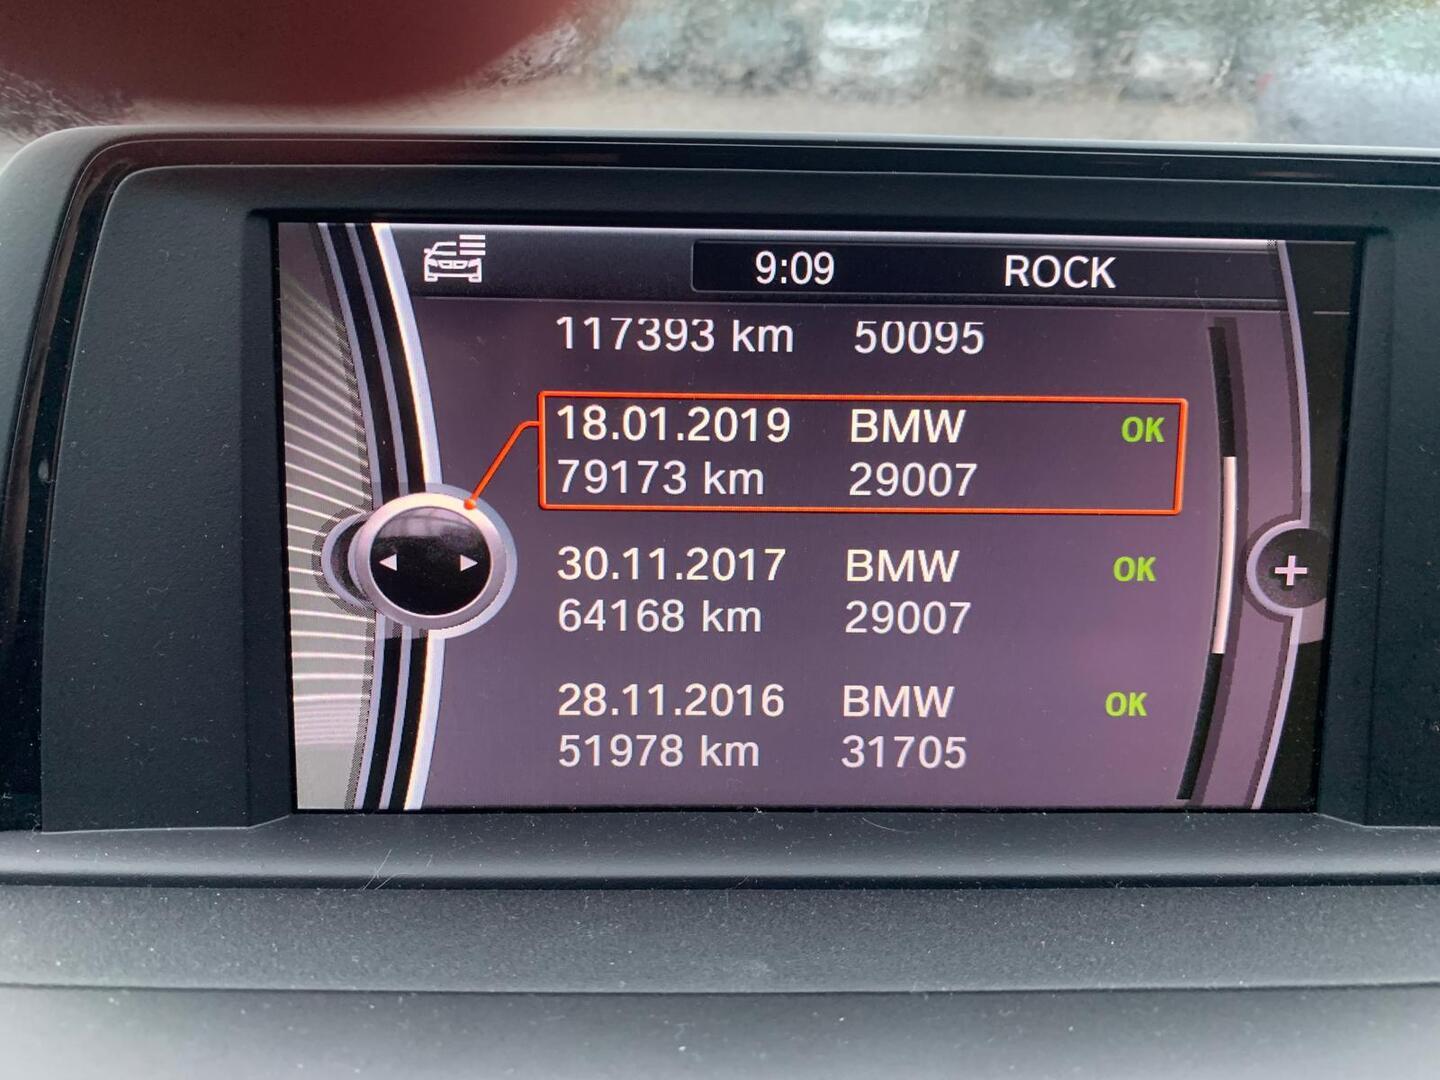 9:09 ROCK
117393 km 50095
18.01.2019 BMW OK
79173 km 29007
30.11.2017 BMW OK
64168 km 29007
28.11.2016 BMW OK
51978 km 31705